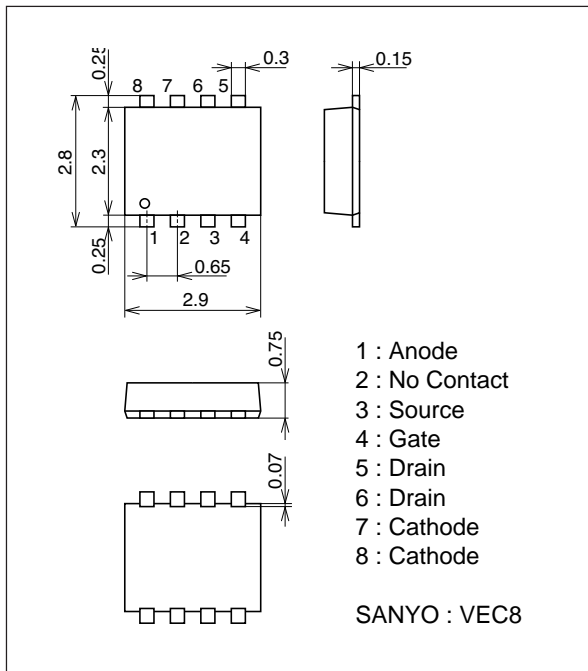 0.25
8 7 6 5
0.3
0.15
2.8
2.3
0.25
1 2 3 4
0.65
2.9
0.75
0.07
1 : Anode
2 : No Contact
3 : Source
4 : Gate
5 : Drain
6 : Drain
7 : Cathode
8 : Cathode
SANYO : VEC8